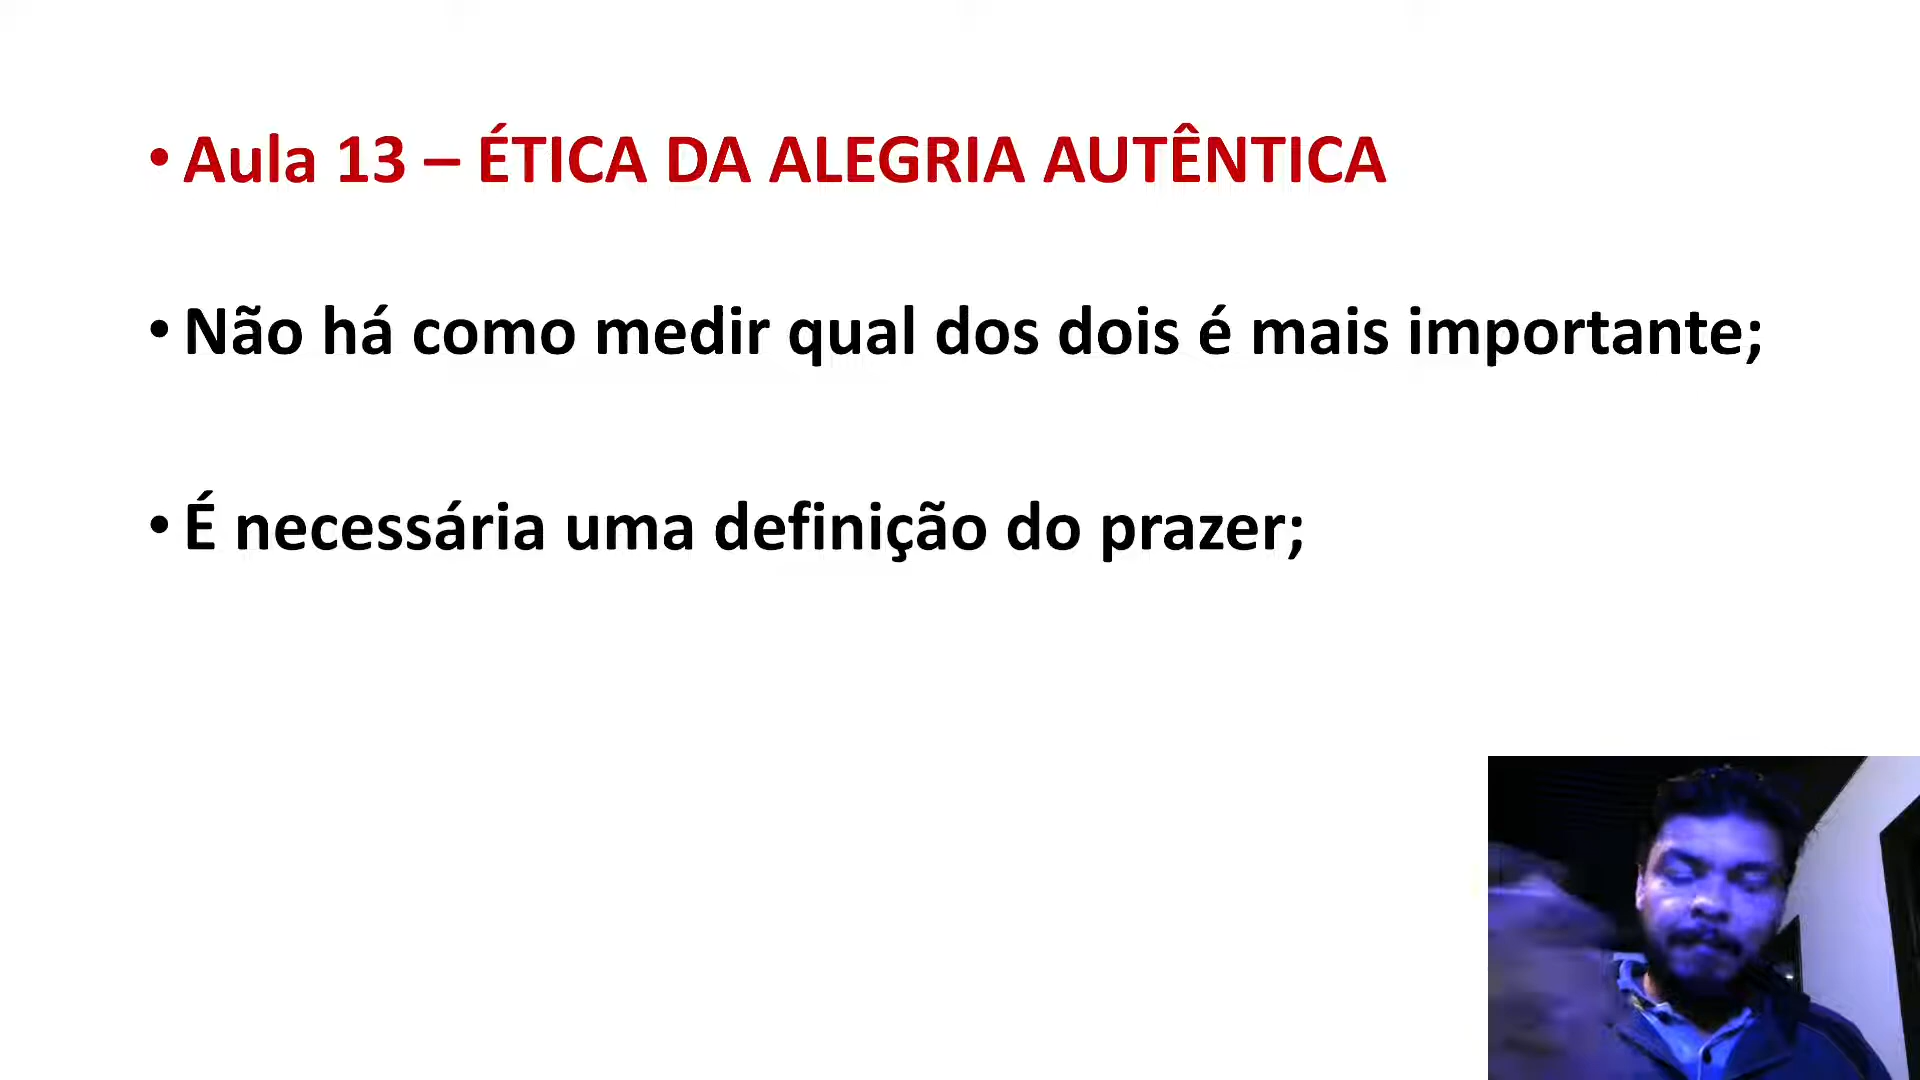 • Aula 13 – ÉTICA DA ALEGRIA AUTÊNTICA
• Não há como medir qual dos dois é mais importante;
• É necessária uma definição do prazer;